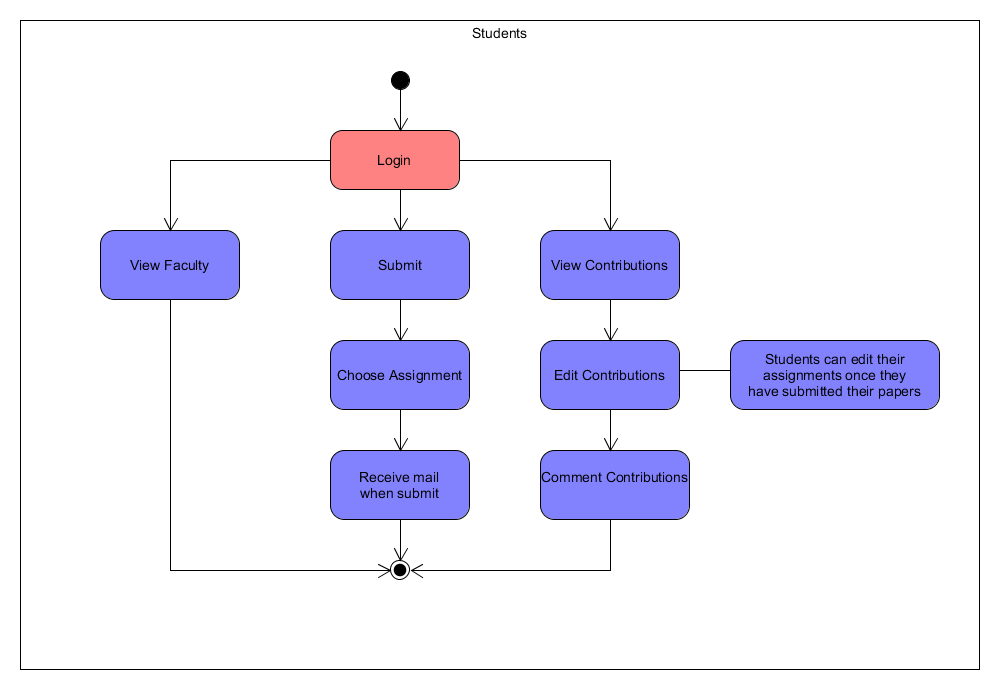 Students
Login
View Faculty
Submit
View Contributions
Choose Assignment
Edit Contributions
Students can edit their
assignments once they
have submitted their papers
Receive mail
when submit
Comment Contributions